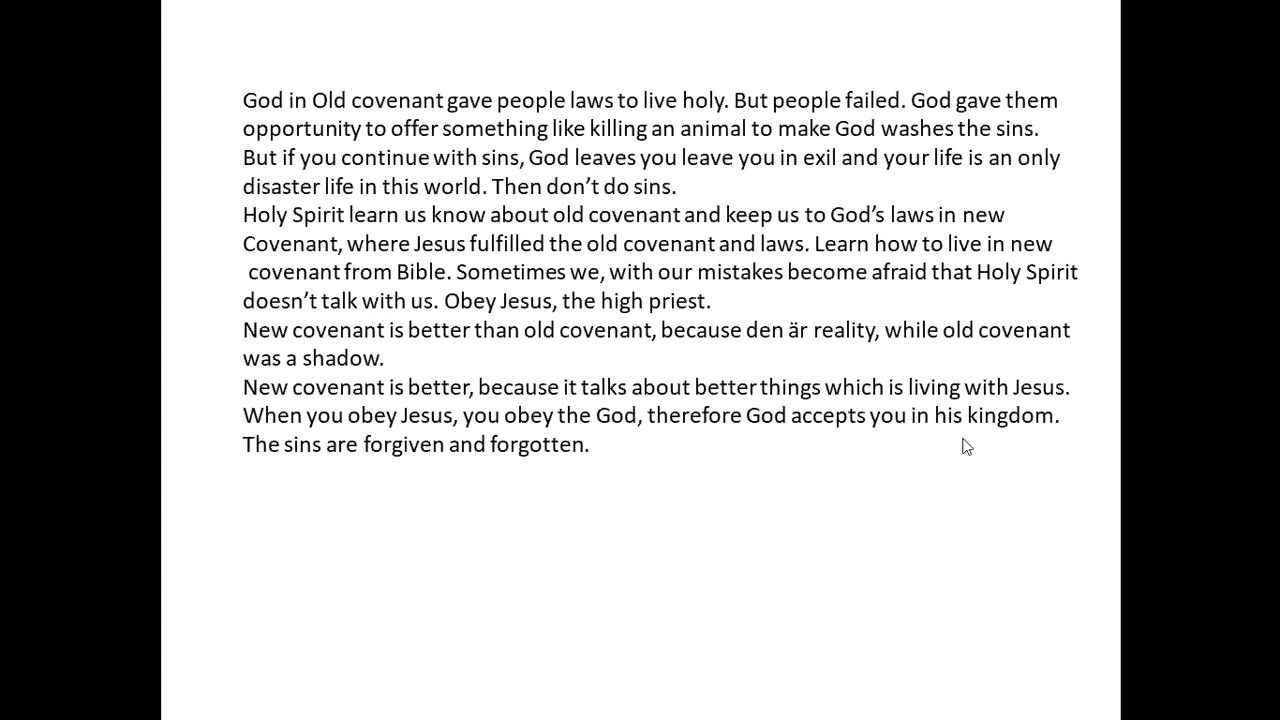 God in Old covenant gave people laws to live holy. But people failed. God gave them
opportunity to offer something like killing an animal to make God washes the sins.
But if you continue with sins, God leaves you leave you in exil and your life is an only
disaster life in this world. Then don't do sins.
Holy Spirit learn us know about old covenant and keep us to God's laws in new
Covenant, where Jesus fulfilled the old covenant and laws. Learn how to live in new
covenant from Bible. Sometimes we, with our mistakes become afraid that Holy Spirit
doesn't talk with us. Obey Jesus, the high priest.
New covenant is better than old covenant, because den är reality, while old covenant
was a shadow.
New covenant is better, because it talks about better things which is living with Jesus.
When you obey Jesus, you obey the God, therefore God accepts you in his kingdom.
The sins are forgiven and forgotten.